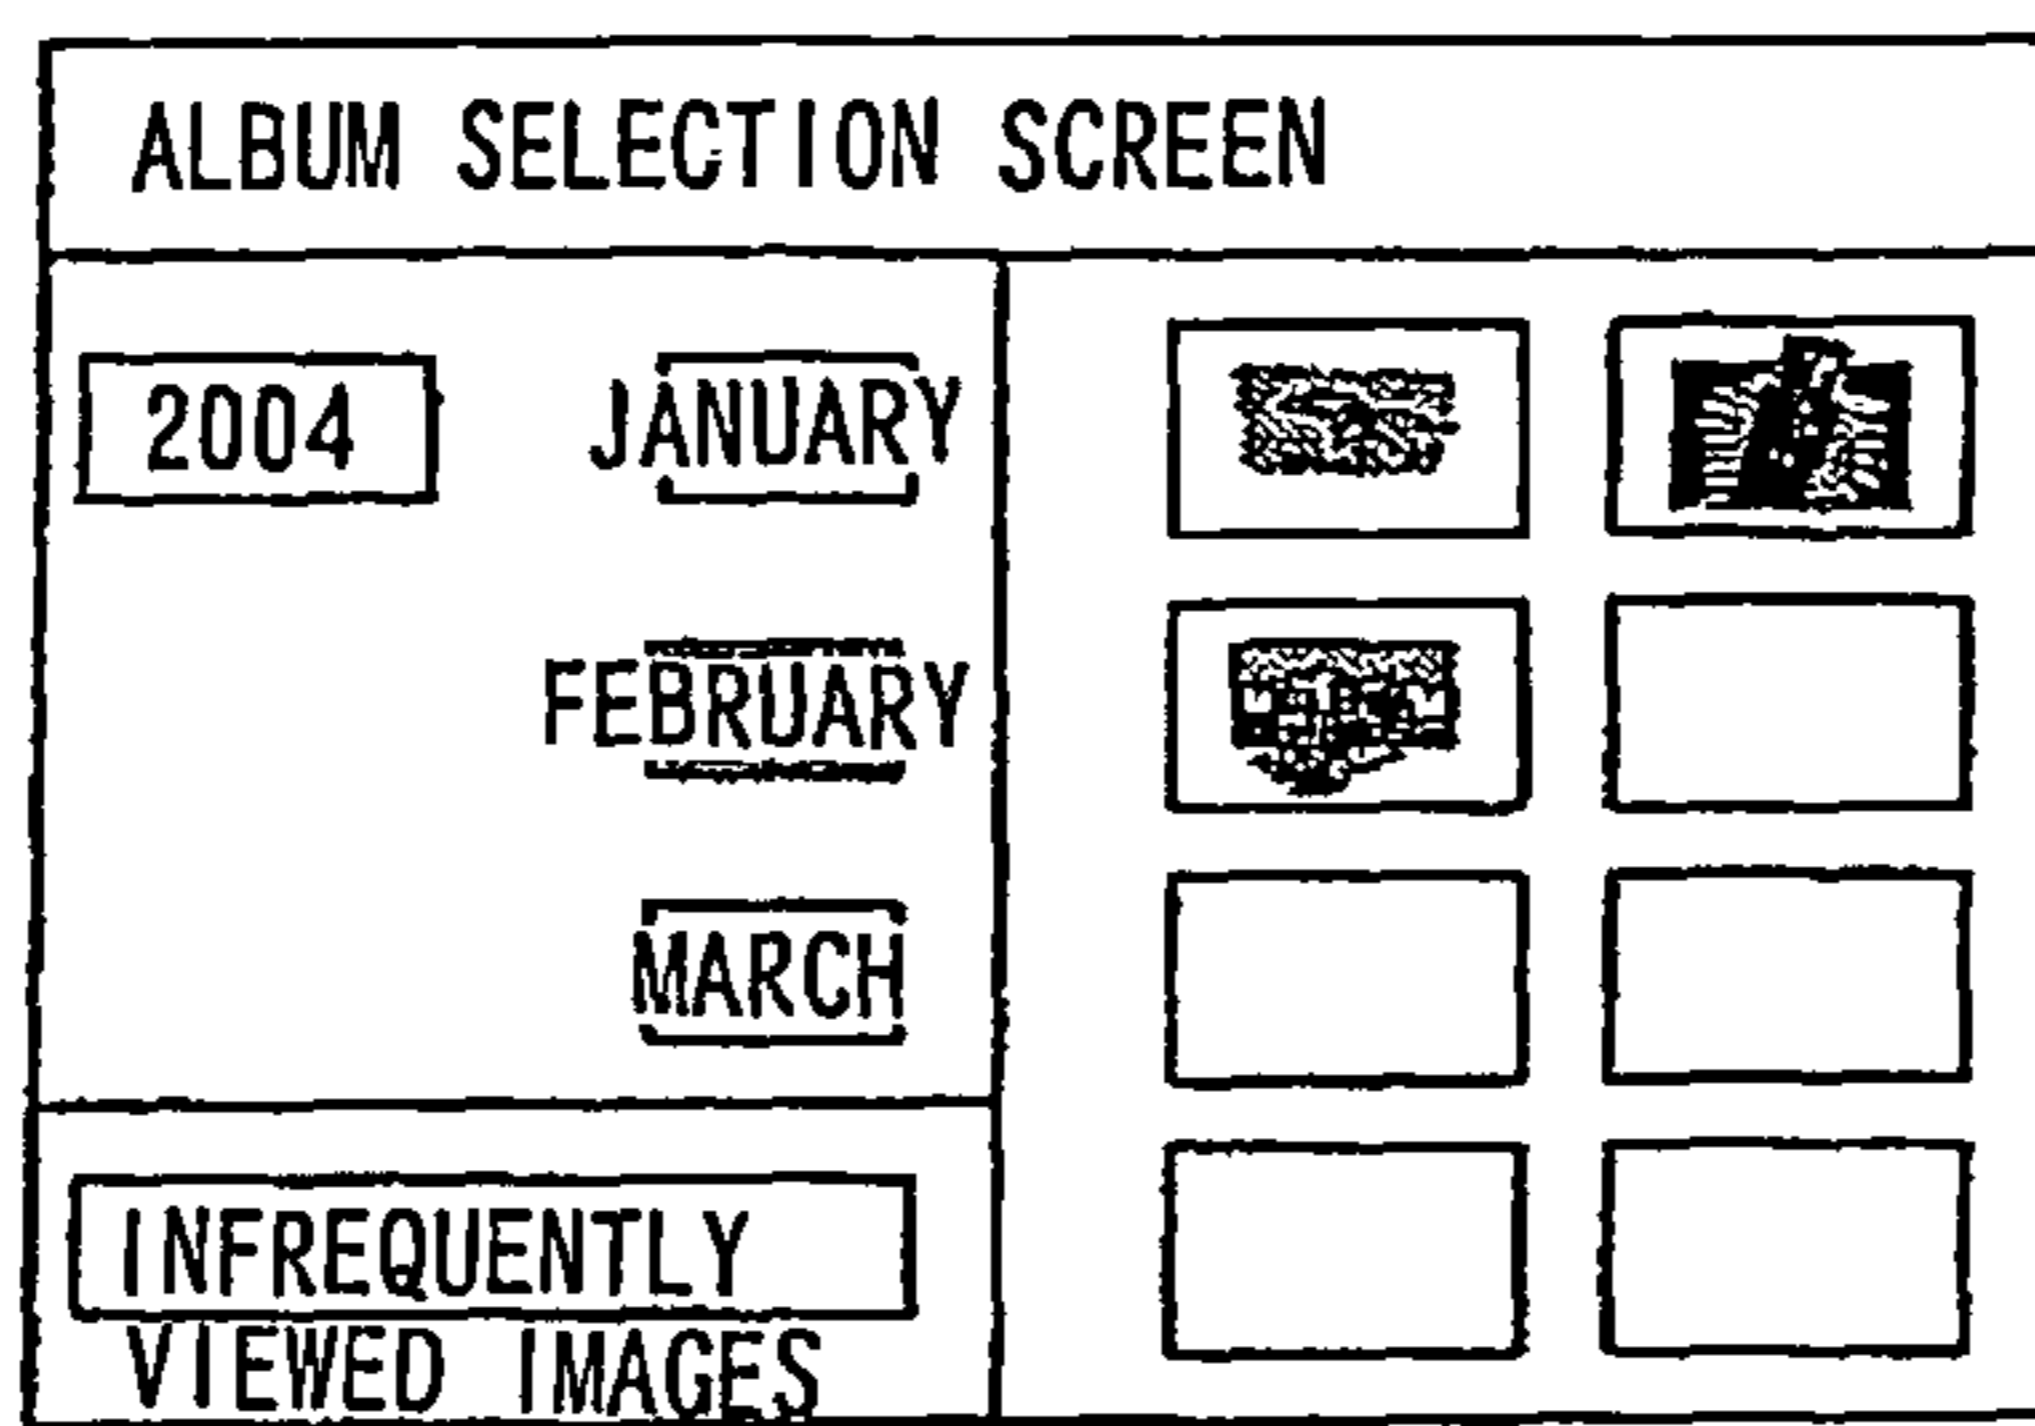 ALBUM SELECTION SCREEN
2004 JANUARY
FEBRUARY
MARCH
INFREQUENTLY
VIEWED IMAGES